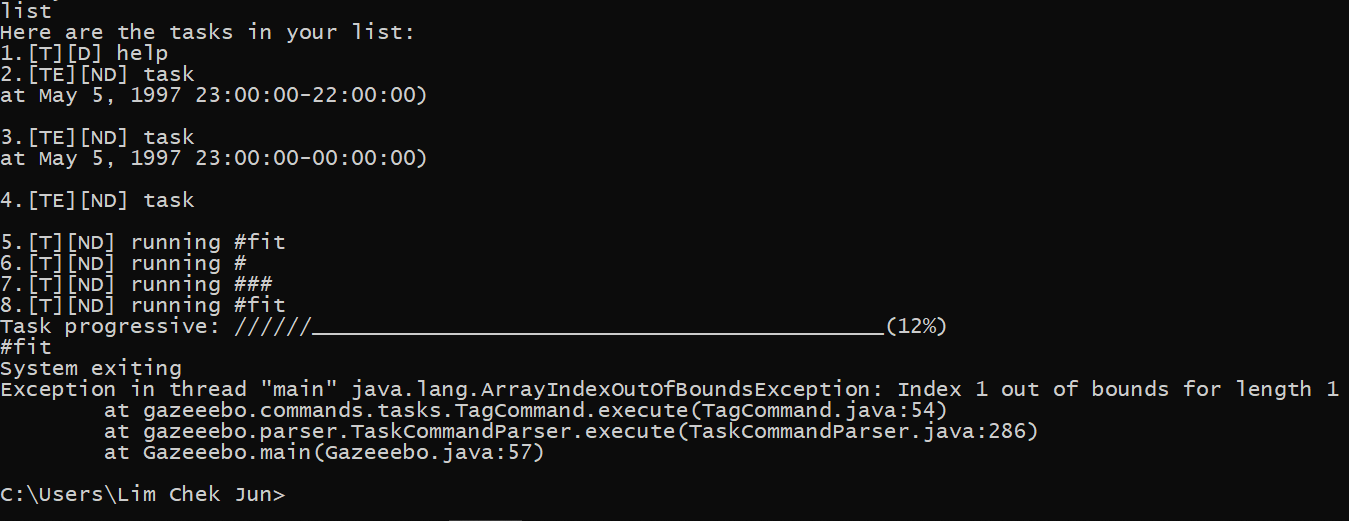 list
Here are the tasks in your list:
1.[T][D] help
2.[TE][ND] task
at May 5, 1997 23:00:00-22:00:00)
3.[TE][ND] task
at May 5, 1997 23:00:00-00:00:00)
4.[TE][ND] task
5.[T][ND] running #fit
6.[T][ND] running #
7.[T][ND] running ###
8.[T][ND] running #fit
Task progressive: //////____________________________________________(12%)
#fit
System exiting
Exception in thread "main" java.lang.ArrayIndexOutOfBoundsException: Index 1 out of bounds for length 1
        at gazeeebo.commands.tasks.TagCommand.execute(TagCommand.java:54)
        at gazeeebo.parser.TaskCommandParser.execute(TaskCommandParser.java:286)
        at Gazeeebo.main(Gazeeebo.java:57)
C:\Users\Lim Chek Jun>